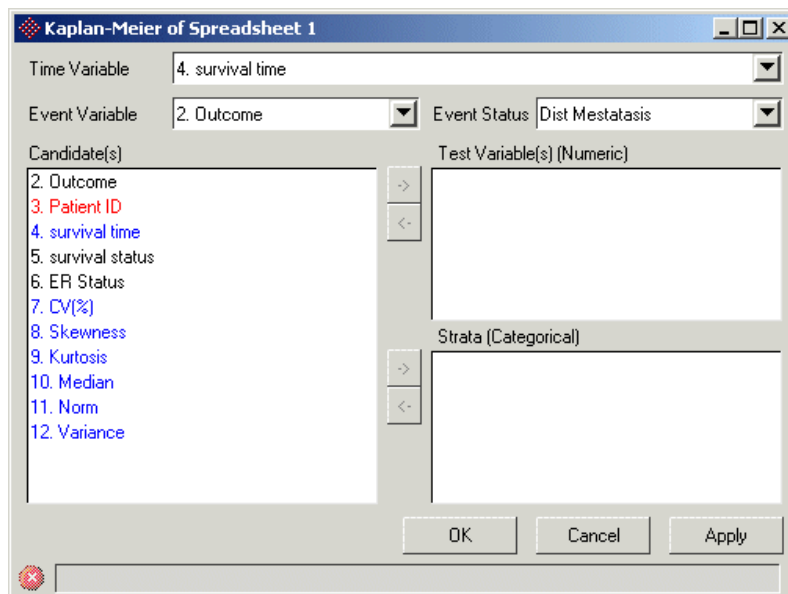 Kaplan-Meier of Spreadsheet 1
Time Variable 4. survival time
Event Variable 2. Outcome Event Status Dist Mestatasis
Candidate(s) Test Variable(s) (Numeric)
2. Outcome
3. Patient ID
4. survival time
5. survival status
6. ER Status
7. CV(%)
8. Skewness
9. Kurtosis
10. Median
11. Norm
12. Variance
->
<-
Strata (Categorical)
->
<-
OK Cancel Apply